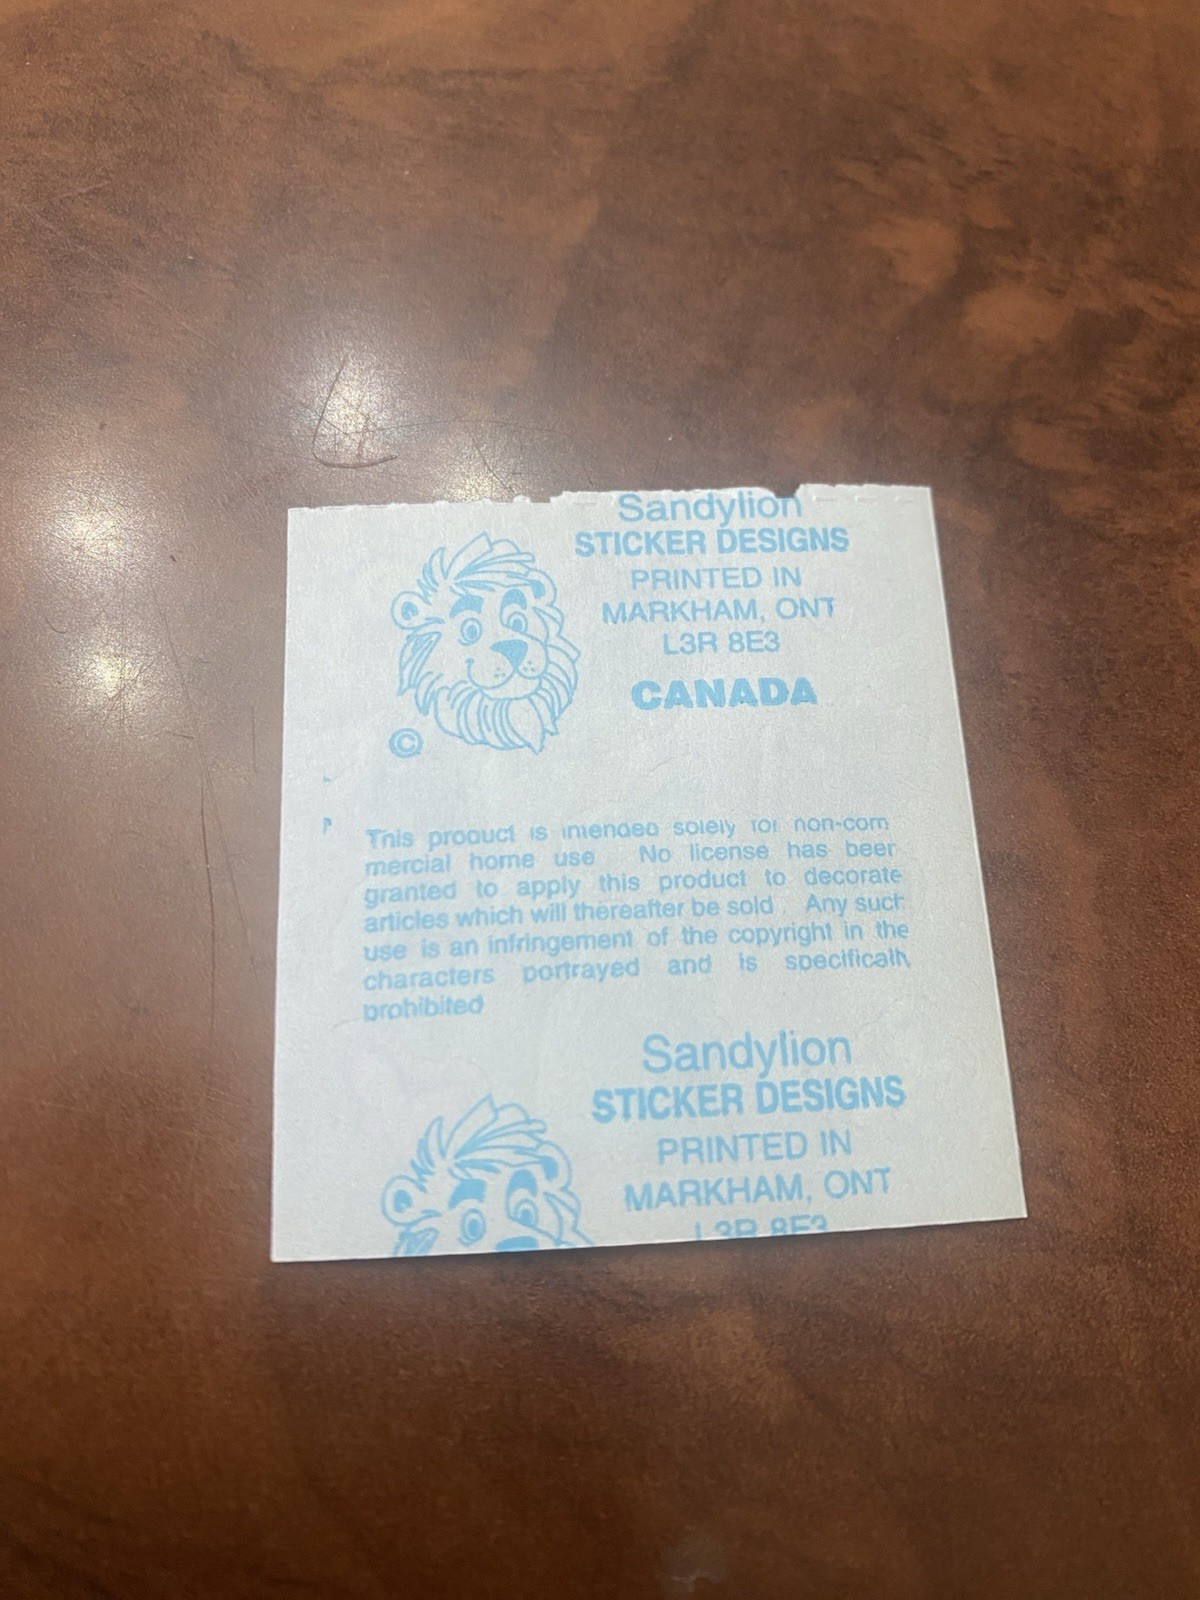 Sandylion
STICKER DESIGNS
PRINTED IN
MARKHAM, ONT
L3R 8E3
CANADA
©
This product is intended solely for non-com
mercial home use No license has beer
granted to apply this product to decorate
articles which will thereafter be sold. Any such
use is an infringement of the copyright in the
characters portrayed and is specifically
prohibited
Sandylion
STICKER DESIGNS
PRINTED IN
MARKHAM, ONT
L3R 8E3